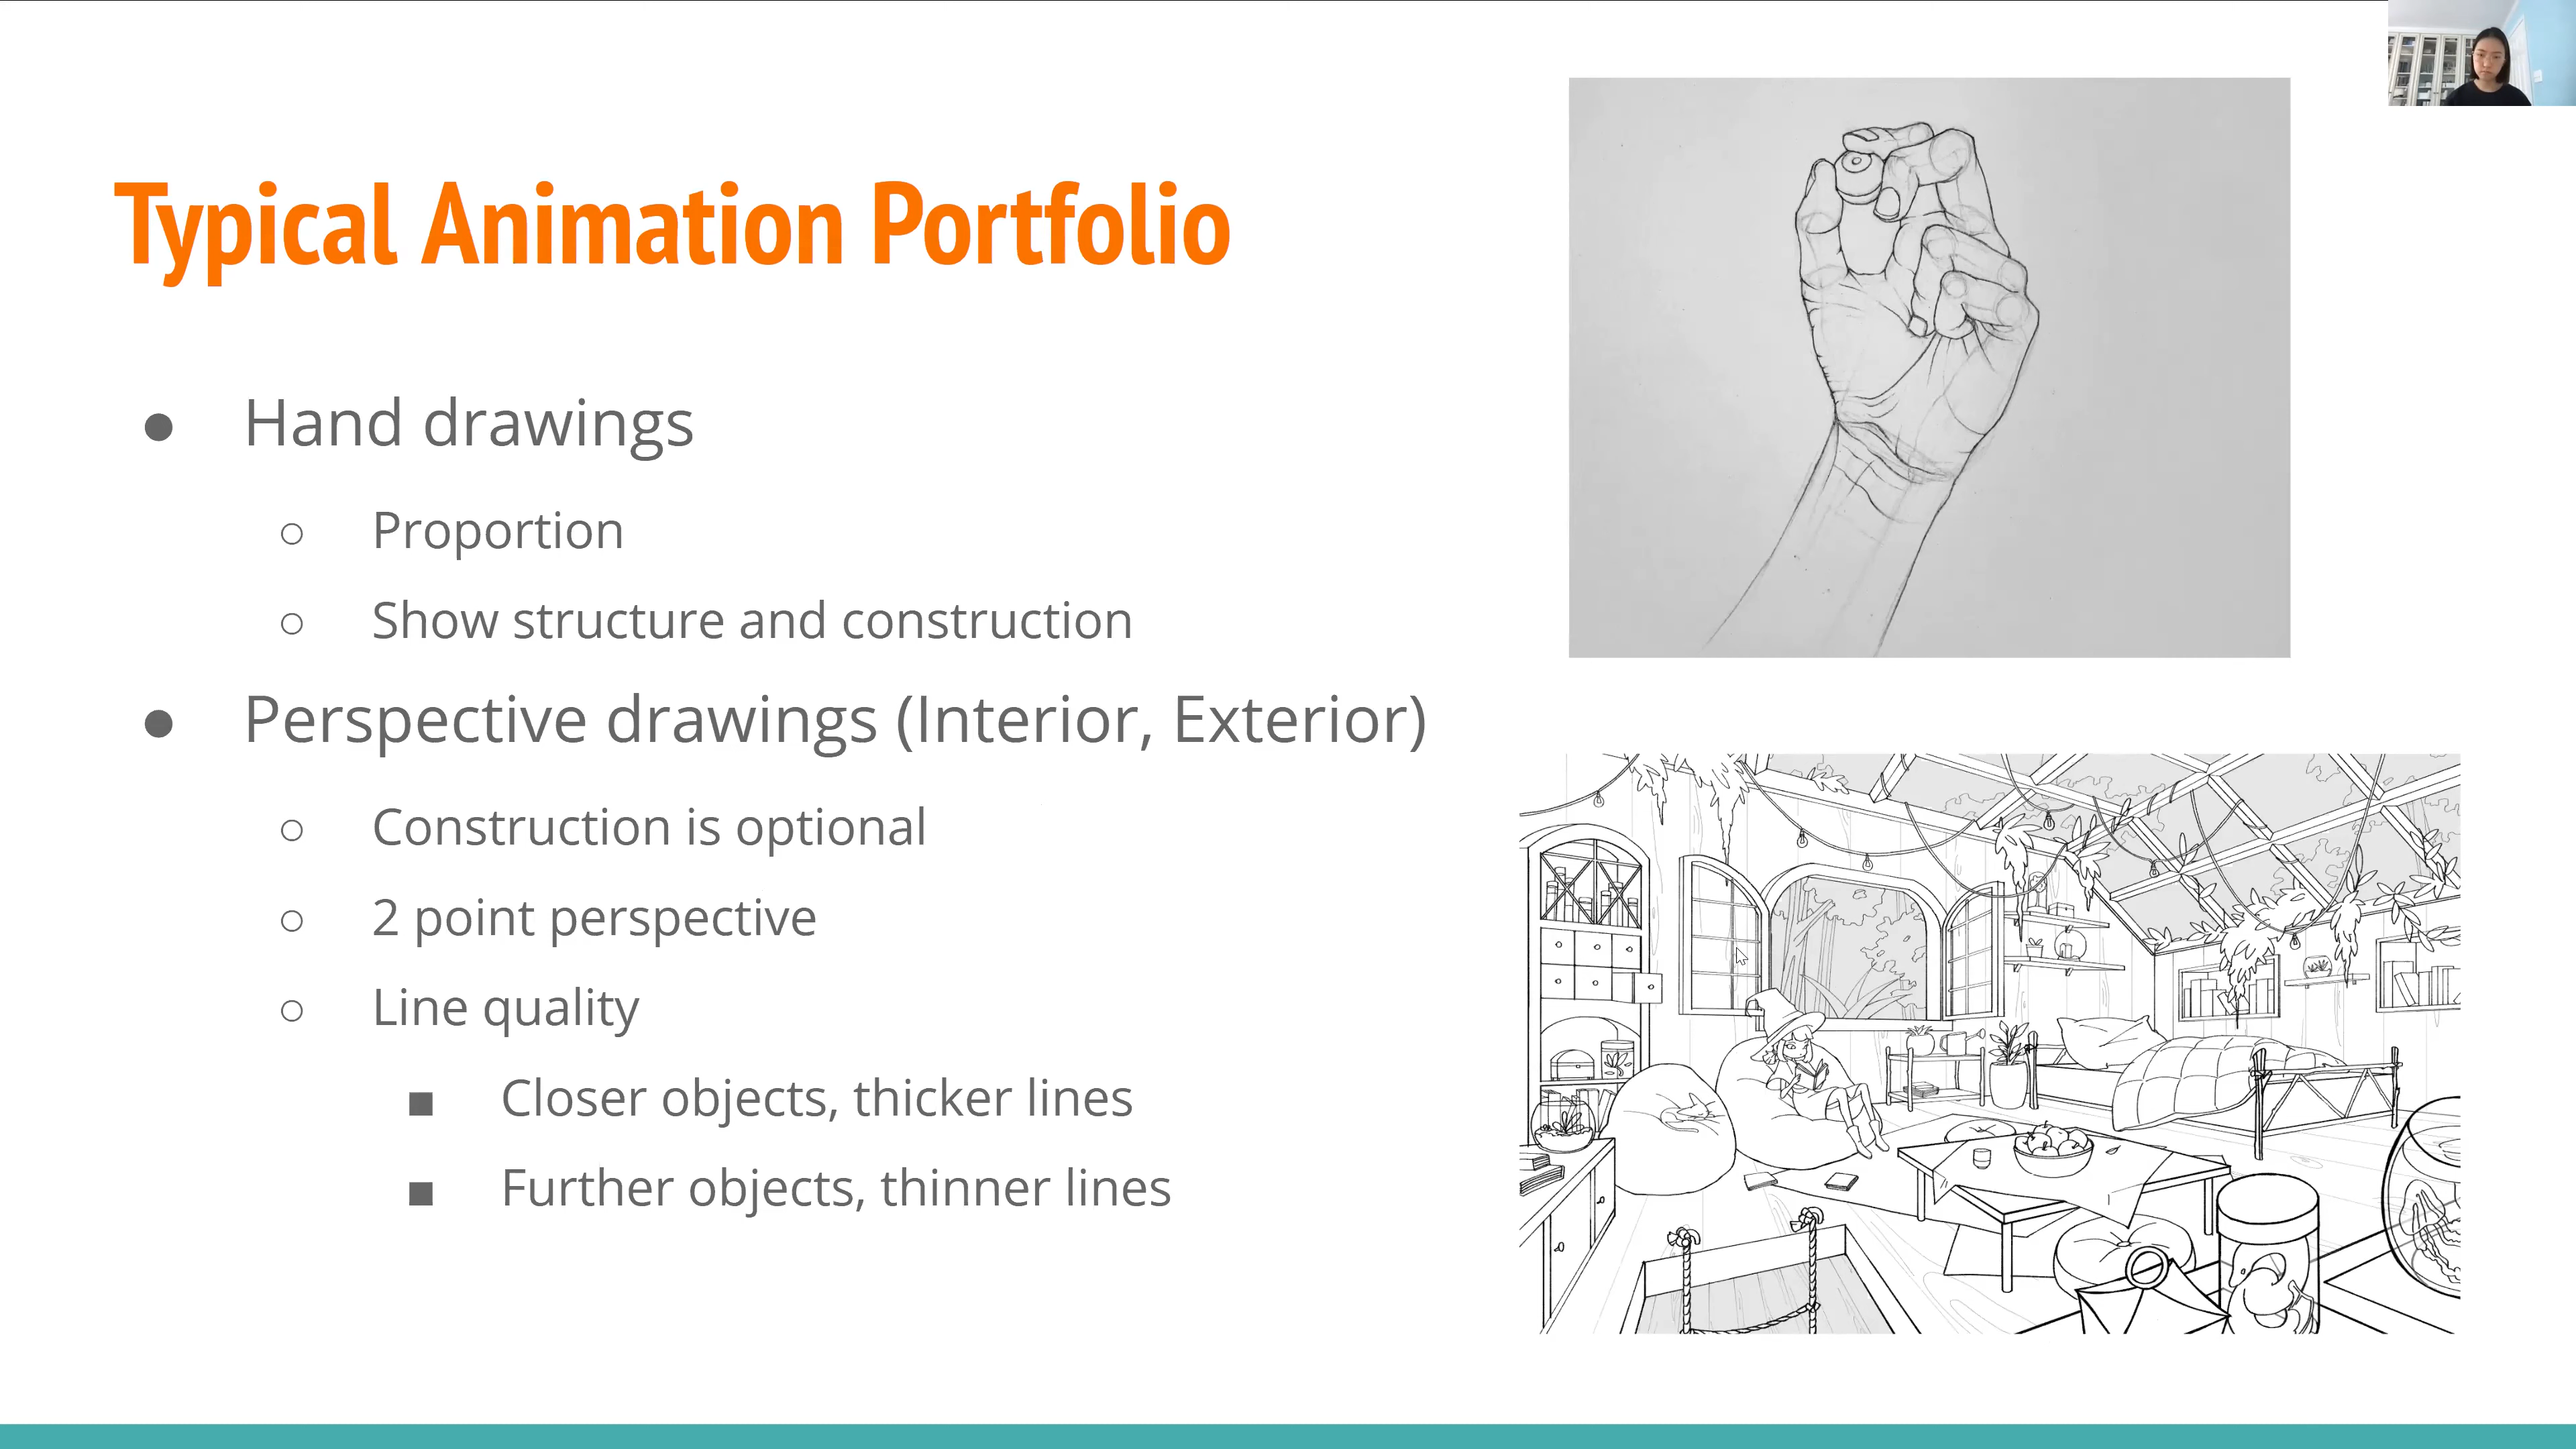 Typical Animation Portfolio
● Hand drawings
○ Proportion
○ Show structure and construction
● Perspective drawings (Interior, Exterior)
○ Construction is optional
○ 2 point perspective
○ Line quality
■ Closer objects, thicker lines
■ Further objects, thinner lines